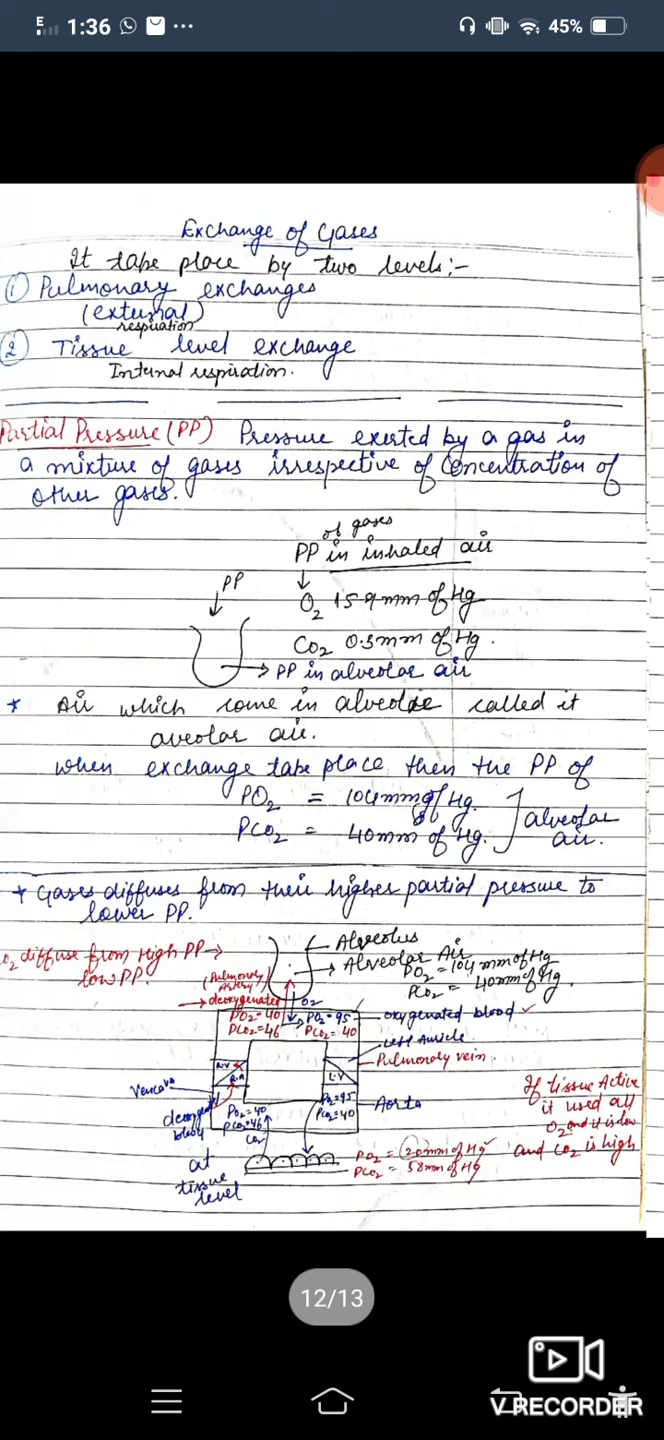 E 1:36 ... 45%
Exchange of Gases
It take place by two levels:-
① Pulmonary exchanges
(external)
respiration
② Tissue level exchange
Internal respiration.
Partial Pressure (PP) Pressure exerted by a gas in
a mixture of gases irrespective of Concentration of
other gases.
of gases
PP in inhaled air
PP
O2 159mm of Hg
CO2 0.3mm of Hg.
PP in alveolar air
* Air which come in alveolie called it
aveolar air.
when exchange take place then the PP of
PO2 = 104mm of Hg.
PCO2 = 40mm of Hg.
alveolar
air.
+ Gases diffuses from their higher partial pressure to
lower PP.
O2 diffuse from High PP →
low PP.
Alveolus
Alveolar Air
PO2 = 104 mm of Hg
PCO2 = 40mm of Hg.
(Pulmonary
Artery)
deoxygenated
O2
PO2 = 40
PCO2 = 46
PO2 = 95
PCO2 = 40
oxygenated blood
Left Auricle
Pulmonary vein
R.V
R.A
L.V
Venacava
deoxygenated
blood
PO2 = 40
PCO2 = 46
CO2
PO2 = 95
PCO2 = 40
Aorta
If tissue Active
it used all
O2 and it is low
and CO2 is high
at
tissue
level
PO2 = 20mm of Hg
PCO2 = 58mm of Hg
12/13
V RECORDER